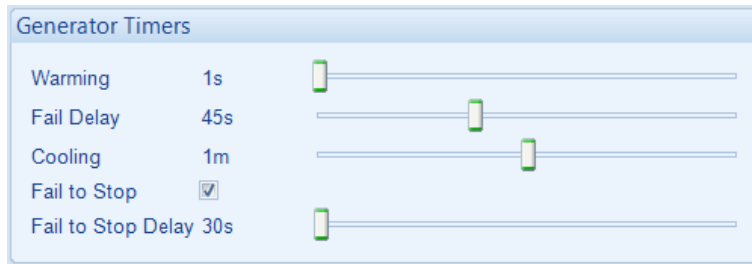 Generator Timers
Warming 1s
Fail Delay 45s
Cooling 1m
Fail to Stop
Fail to Stop Delay 30s